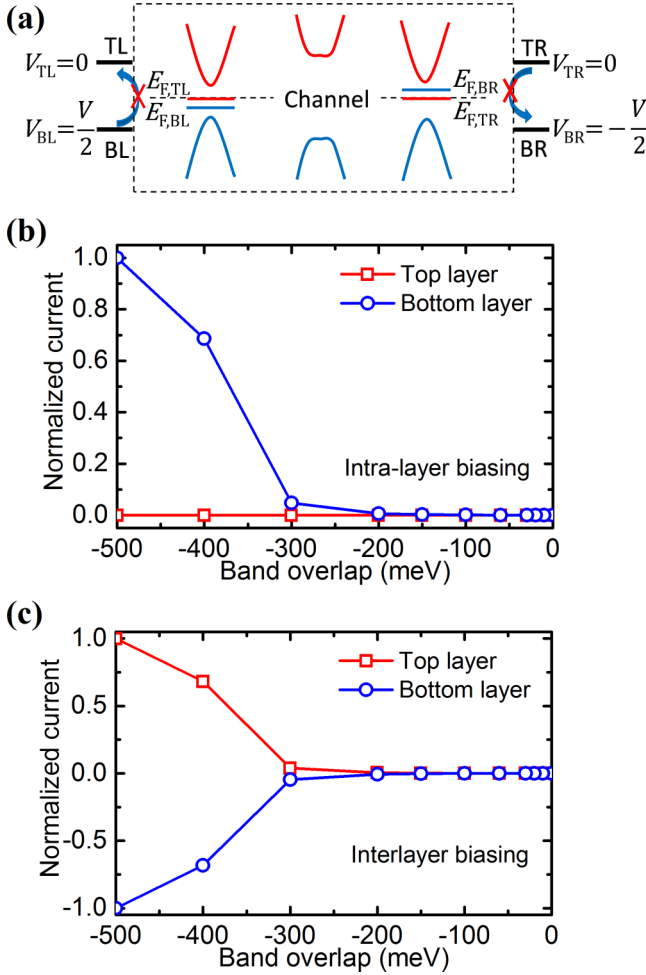 (a)
TL
TR
V_TL=0
V_TR=0
E_F,TL
E_F,BR
Channel
E_F,BL
E_F,TR
V_BL=V/2
BL
BR
V_BR=−V/2
(b)
1.0
0.8
0.6
0.4
0.2
0.0
Normalized current
Top layer
Bottom layer
Intra-layer biasing
-500 -400 -300 -200 -100 0
Band overlap (meV)
(c)
1.0
0.5
0.0
-0.5
-1.0
Normalized current
Top layer
Bottom layer
Interlayer biasing
-500 -400 -300 -200 -100 0
Band overlap (meV)